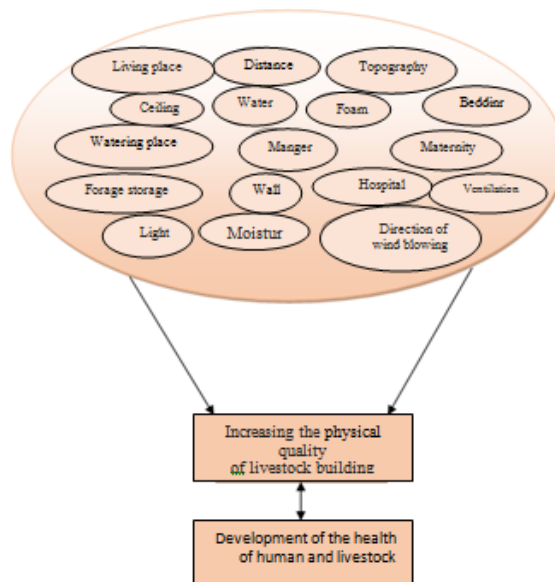 Living place
Distance
Topography
Ceiling
Water
Foam
Beddinr
Watering place
Manger
Maternity
Forage storage
Wall
Hospital
Ventilation
Light
Moistur
Direction of
wind blowing
Increasing the physical
quality
of livestock building
Development of the health
of human and livestock